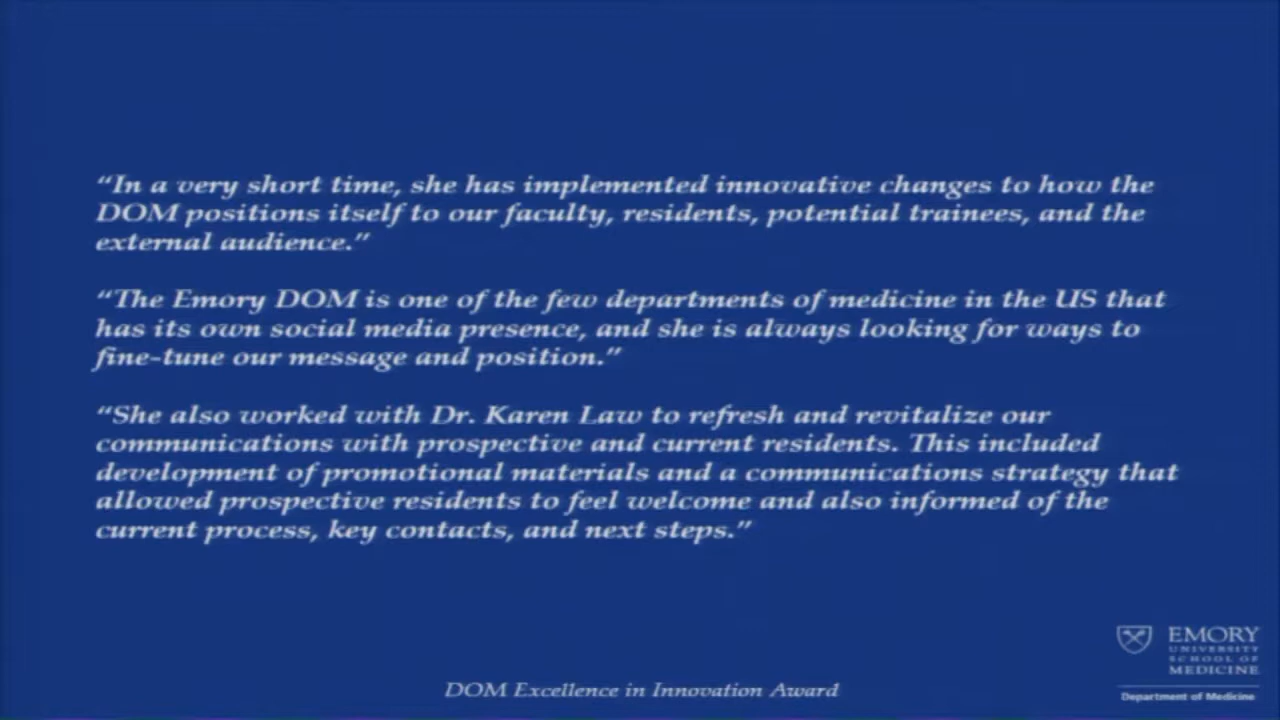 “In a very short time, she has implemented innovative changes to how the
DOM positions itself to our faculty, residents, potential trainees, and the
external audience.”
“The Emory DOM is one of the few departments of medicine in the US that
has its own social media presence, and she is always looking for ways to
fine-tune our message and position.”
“She also worked with Dr. Karen Law to refresh and revitalize our
communications with prospective and current residents. This included
development of promotional materials and a communications strategy that
allowed prospective residents to feel welcome and also informed of the
current process, key contacts, and next steps.”
EMORY
UNIVERSITY
SCHOOL OF
MEDICINE
Department of Medicine
DOM Excellence in Innovation Award